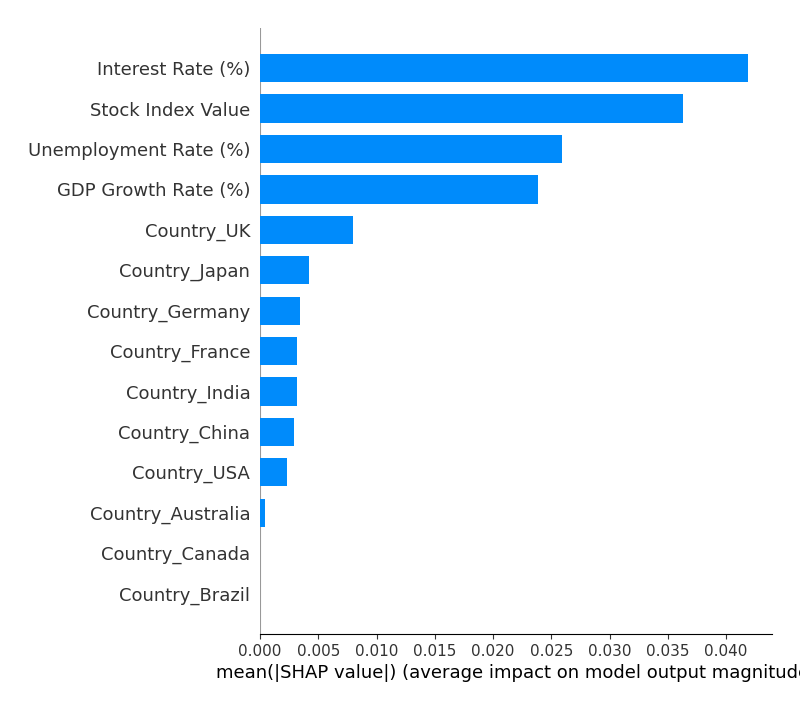 Interest Rate (%)
Stock Index Value
Unemployment Rate (%)
GDP Growth Rate (%)
Country_UK
Country_Japan
Country_Germany
Country_France
Country_India
Country_China
Country_USA
Country_Australia
Country_Canada
Country_Brazil
0.000 0.005 0.010 0.015 0.020 0.025 0.030 0.035 0.040
mean(|SHAP value|) (average impact on model output magnitude